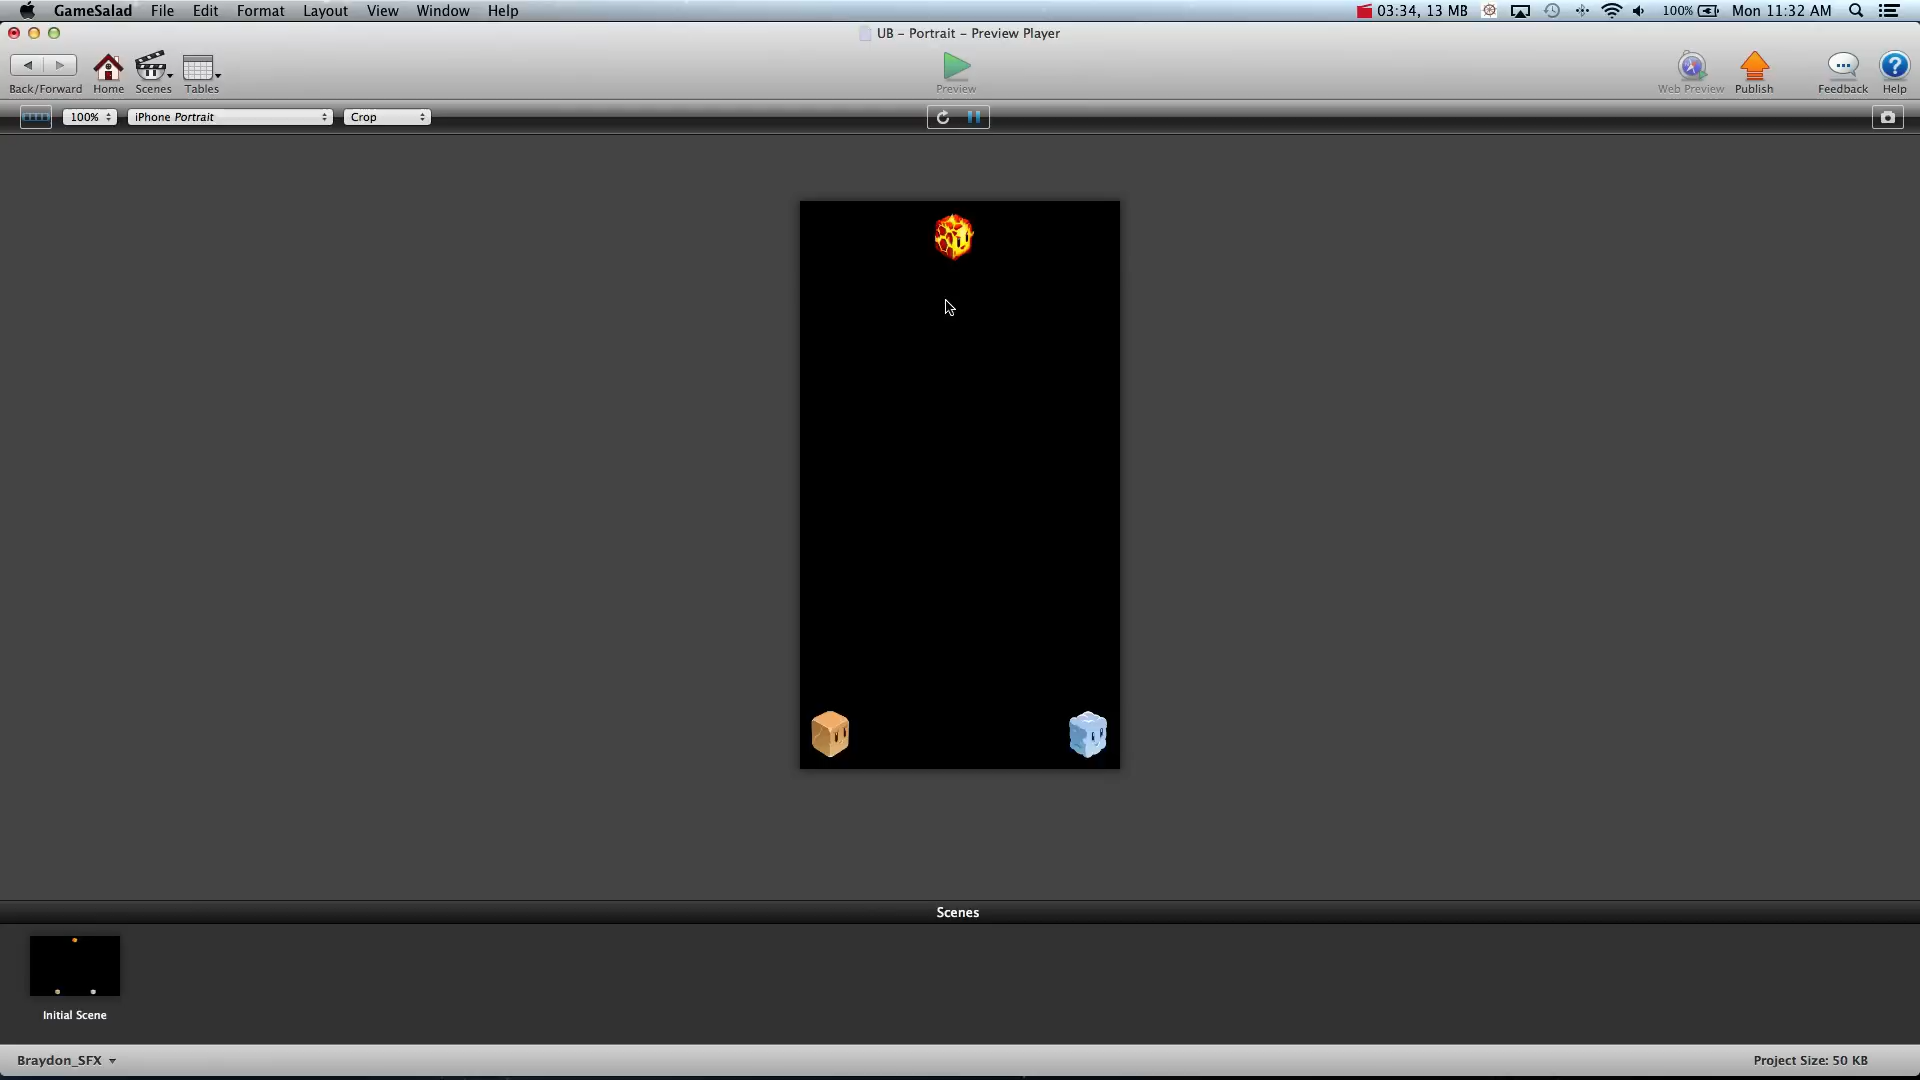 GameSalad File Edit Format Layout View Window Help 03:34, 13 MB 100% Mon 11:32 AM
UB - Portrait - Preview Player
Back/Forward Home Scenes Tables Preview Web Preview Publish Feedback Help
100% iPhone Portrait Crop
Scenes
Initial Scene
Braydon_SFX Project Size: 50 KB